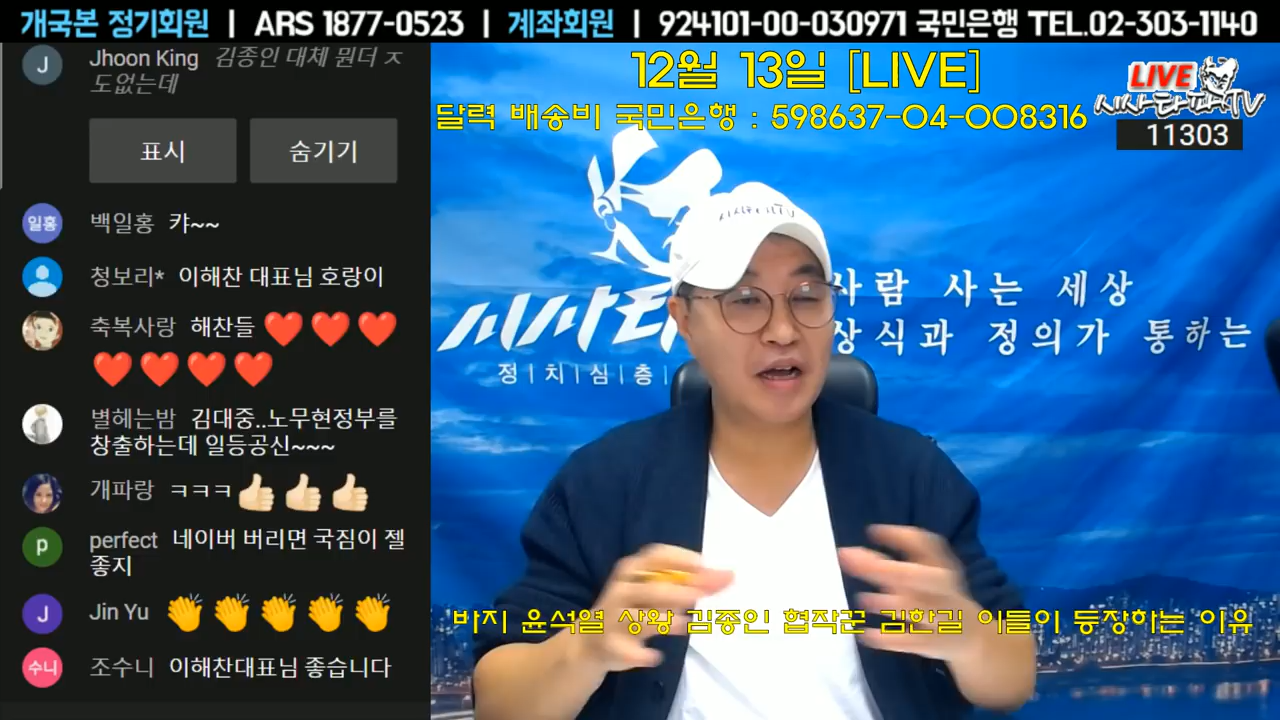 개국본 정기회원 | ARS 1877-0523 | 계좌회원 | 924101-00-030971 국민은행 TEL.02-303-1140
J Jhoon King 김종인 대체 뭔더 ㅈ
도없는데
표시 숨기기
일홍 백일홍 캬~~
청보리* 이해찬 대표님 호랑이
축복사랑 해찬들 ❤️❤️❤️
❤️❤️❤️❤️
별헤는밤 김대중..노무현정부를
창출하는데 일등공신~~~
개파랑 ㅋㅋㅋ👍🏻👍🏻👍🏻
p perfect 네이버 버리면 국짐이 젤
좋지
J Jin Yu 👏👏👏👏👏
수니 조수니 이해찬대표님 좋습니다
12월 13일 [LIVE]
달력 배송비 국민은행 : 598637-04-008316
LIVE
시사타파TV
11303
시사타파TV
시사타
정|치|심|층|
사람 사는 세상
상식과 정의가 통하는
바지 윤석열 상왕 김종인 협작꾼 김한길 이들이 등장하는 이유